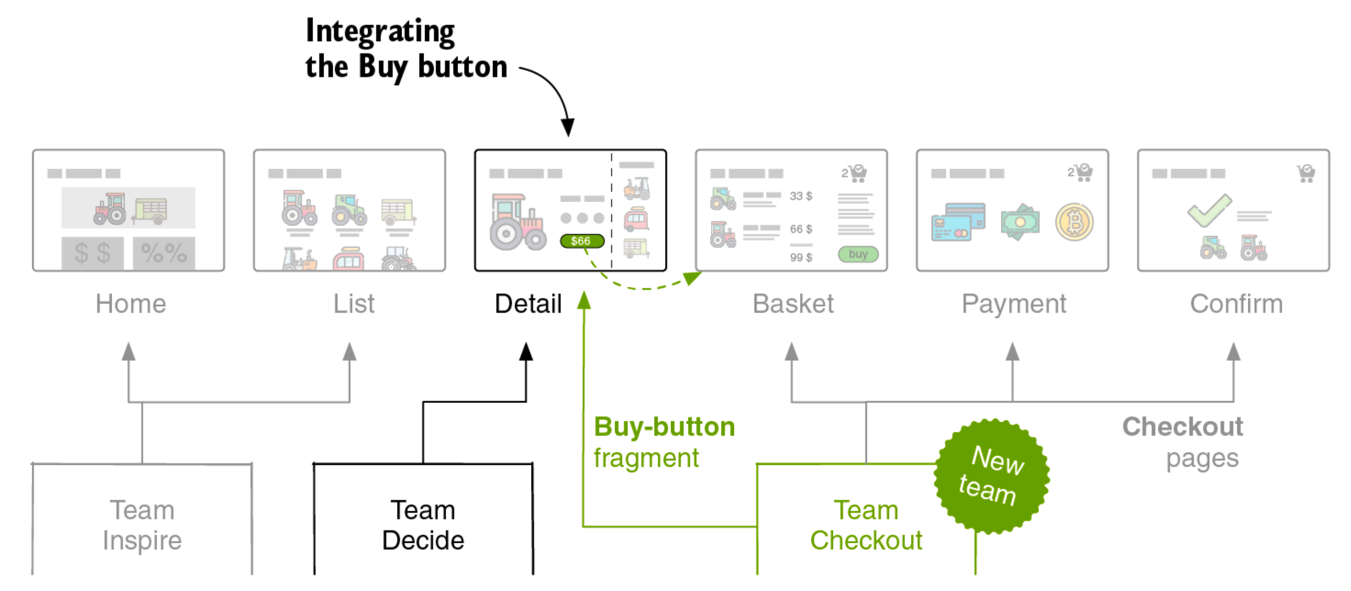 Integrating
the Buy button
$ $
%%
$66
2
33 $
66 $
99 $
buy
2
Home
List
Detail
Basket
Payment
Confirm
Buy-button
fragment
Checkout
pages
New
team
Team
Inspire
Team
Decide
Team
Checkout